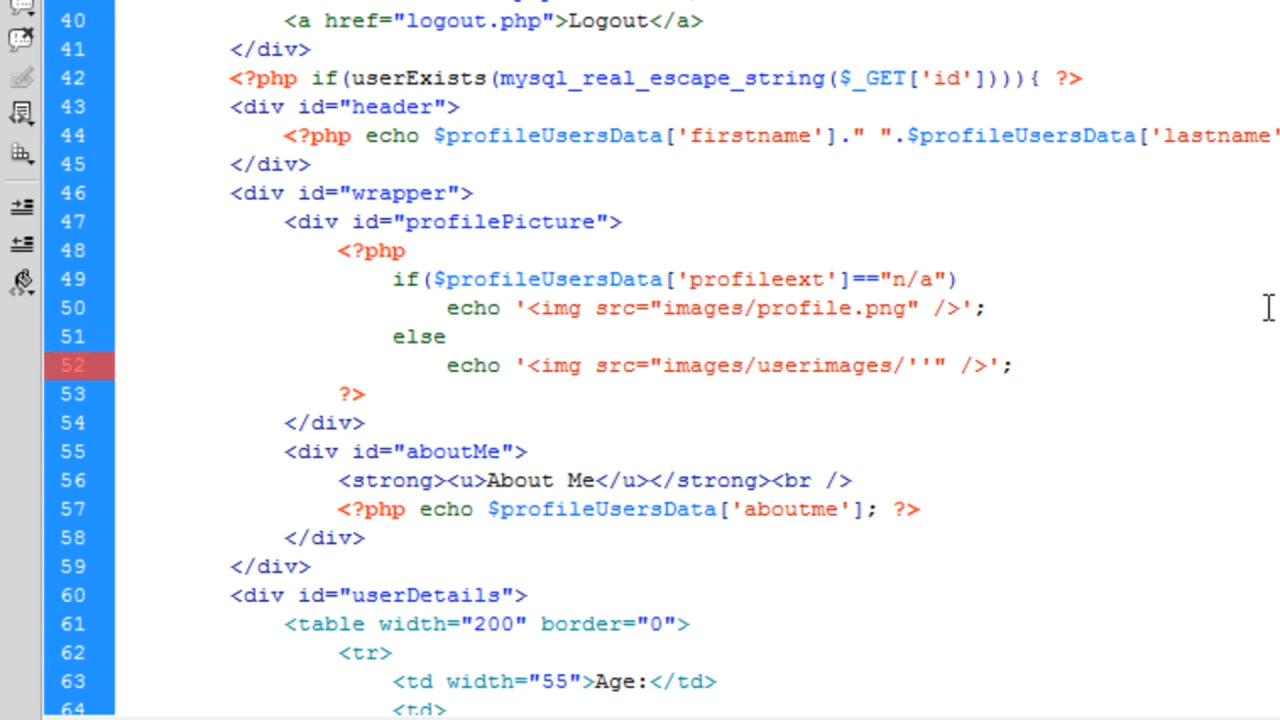 40 <a href="logout.php">Logout</a>
41 </div>
42 <?php if(userExists(mysql_real_escape_string($_GET['id']))){ ?>
43 <div id="header">
44 <?php echo $profileUsersData['firstname']." ".$profileUsersData['lastname'
45 </div>
46 <div id="wrapper">
47 <div id="profilePicture">
48 <?php
49 if($profileUsersData['profileext']=="n/a")
50 echo '<img src="images/profile.png" />';
51 else
52 echo '<img src="images/userimages/''" />';
53 ?>
54 </div>
55 <div id="aboutMe">
56 <strong><u>About Me</u></strong><br />
57 <?php echo $profileUsersData['aboutme']; ?>
58 </div>
59 </div>
60 <div id="userDetails">
61 <table width="200" border="0">
62 <tr>
63 <td width="55">Age:</td>
64 <td>